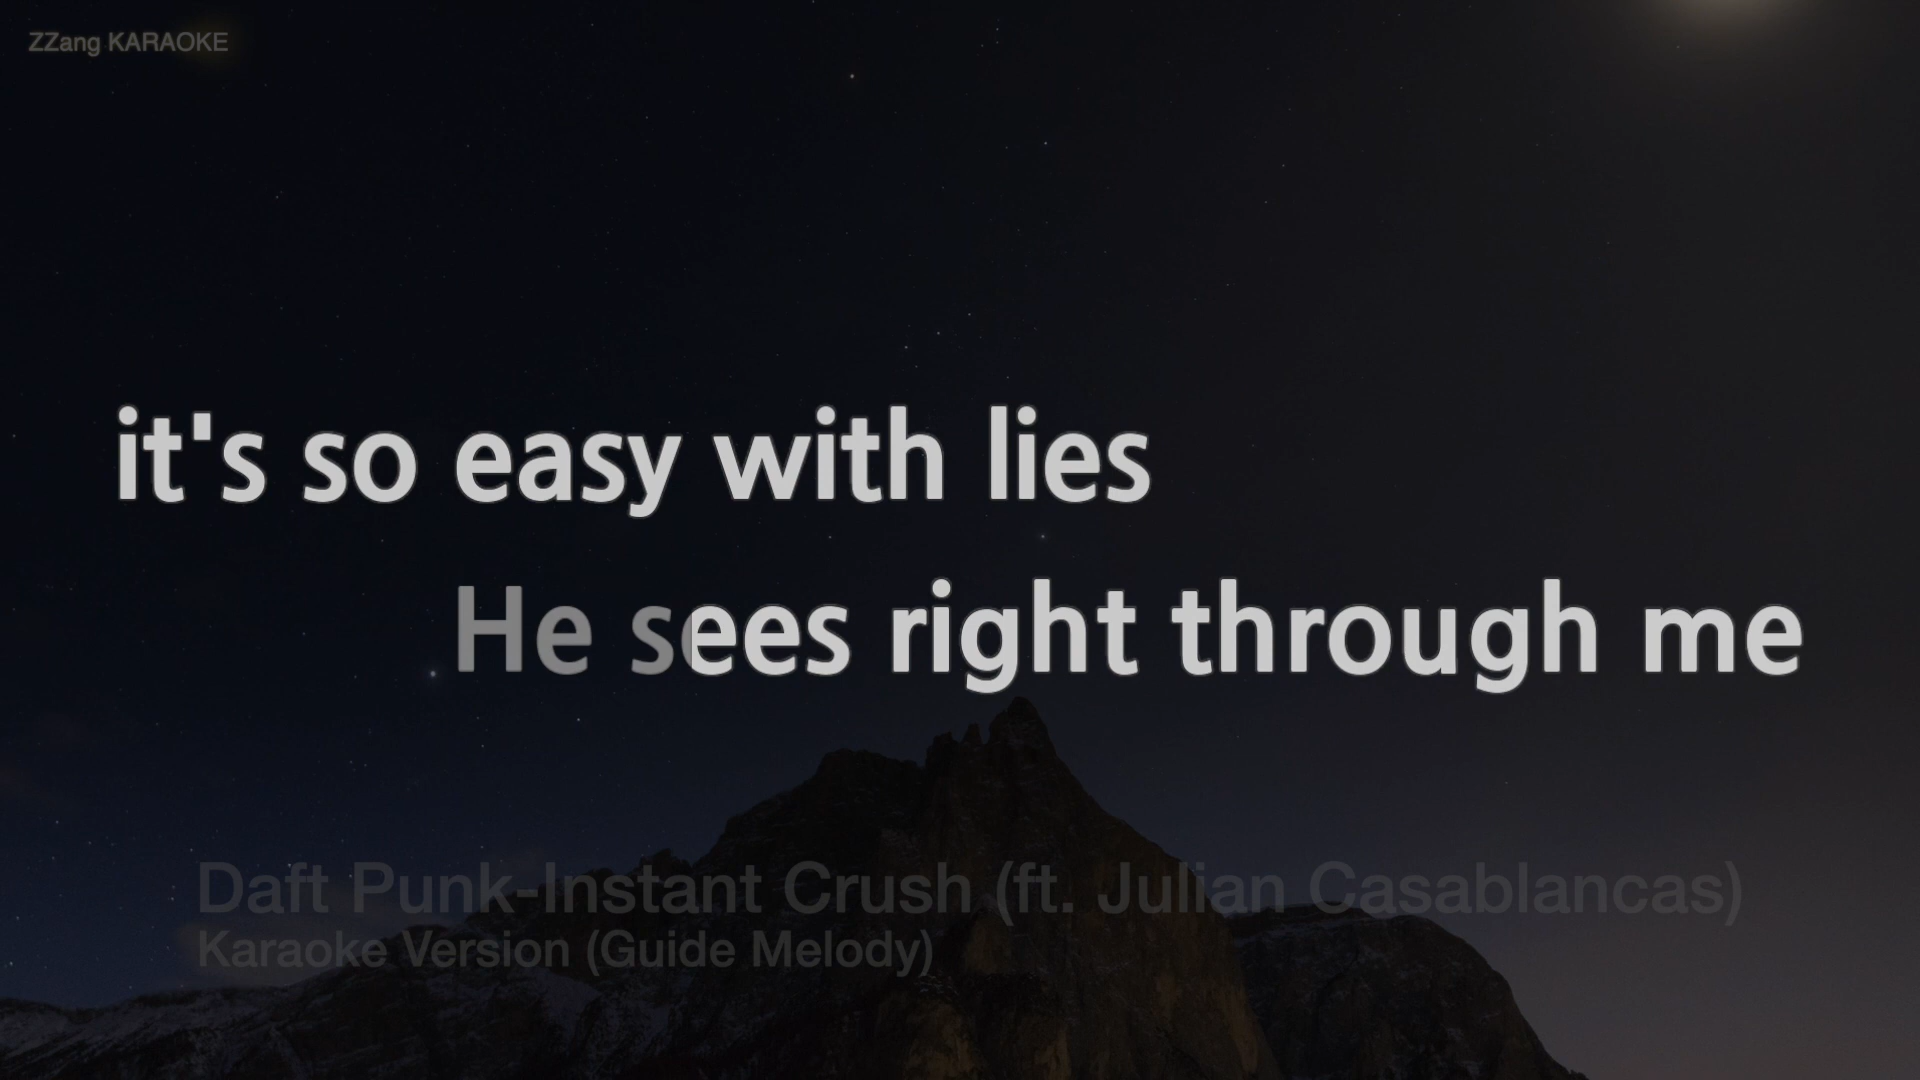 ZZang KARAOKE
it's so easy with lies
He sees right through me
Daft Punk-Instant Crush (ft. Julian Casablancas)
Karaoke Version (Guide Melody)